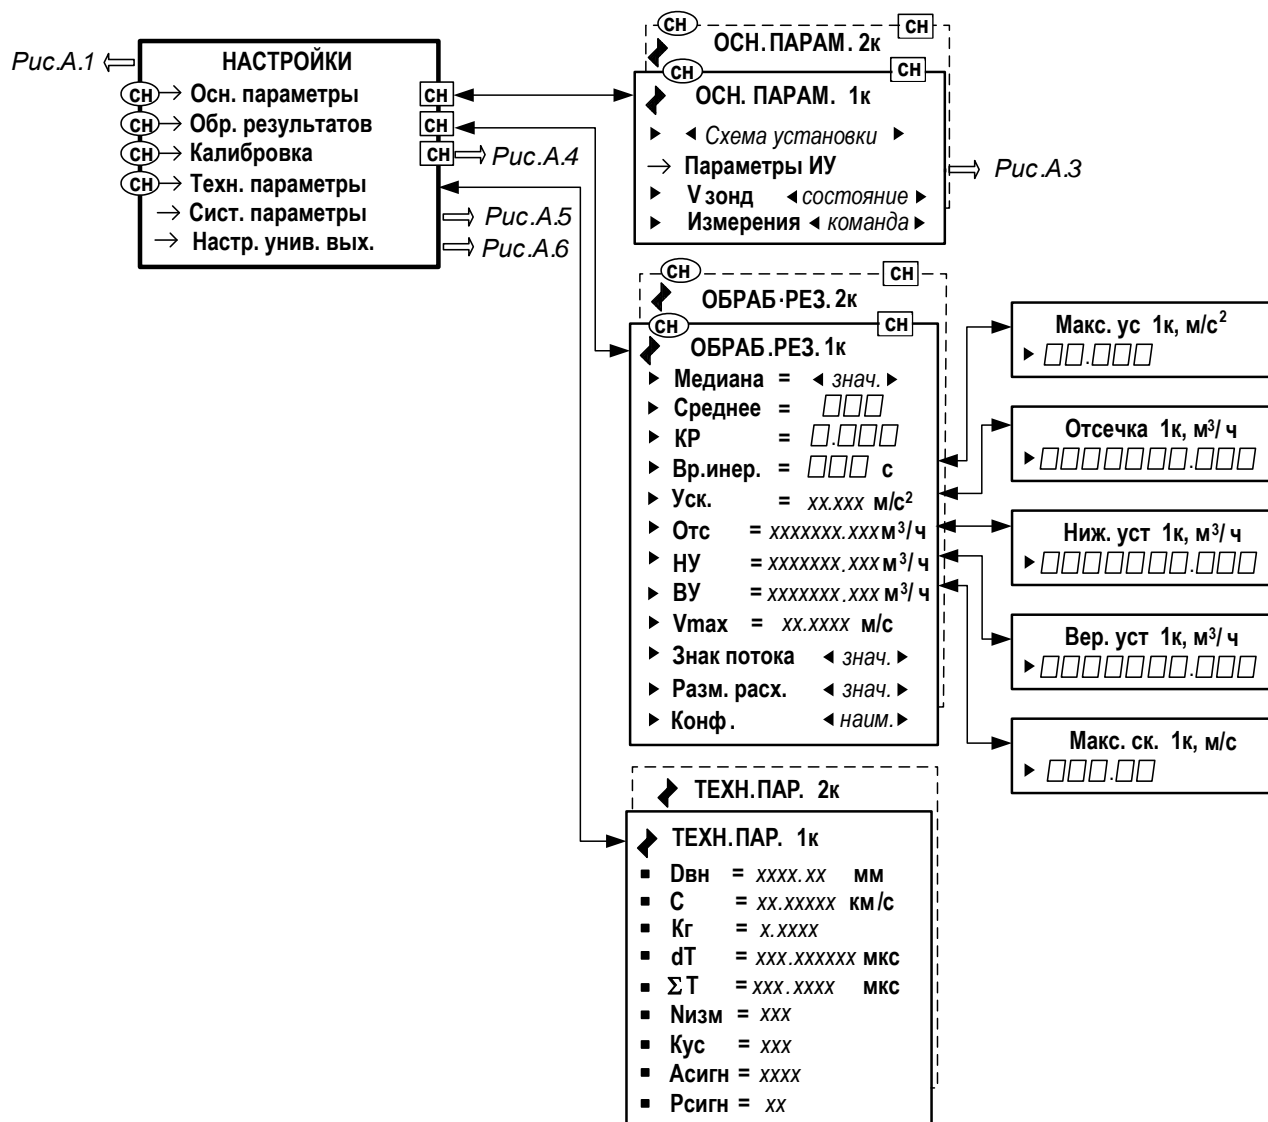 Рис.А.1
НАСТРОЙКИ
СН Осн. параметры СН
СН Обр. результатов СН
СН Калибровка СН Рис.А.4
СН Техн. параметры
Сист. параметры Рис.А.5
Настр. унив. вых. Рис.А.6
СН СН
ОСН.ПАРАМ. 2к
СН СН
ОСН. ПАРАМ. 1к
Схема установки
Параметры ИУ Рис.А.3
V зонд состояние
Измерения команда
СН СН
ОБРАБ.РЕЗ. 2к
СН СН
ОБРАБ.РЕЗ. 1к
Медиана = знач.
Среднее =
КР = .
Вр.инер. = с
Уск. = xx.xxx м/с²
Отс = xxxxxxx.xxx м³/ч
НУ = xxxxxxx.xxx м³/ч
ВУ = xxxxxxx.xxx м³/ч
Vmax = xx.xxxx м/с
Знак потока знач.
Разм. расх. знач.
Конф. наим.
Макс. ус 1к, м/с²
Отсечка 1к, м³/ч
Ниж. уст 1к, м³/ч
Вер. уст 1к, м³/ч
Макс. ск. 1к, м/с
ТЕХН.ПАР. 2к
ТЕХН.ПАР. 1к
Dвн = xxxx.xx мм
С = xx.xxxxx км/с
Кг = x.xxxx
dT = xxx.xxxxxx мкс
ΣT = xxx.xxxx мкс
Nизм = xxx
Кус = xxx
Асигн = xxxx
Рсигн = xx